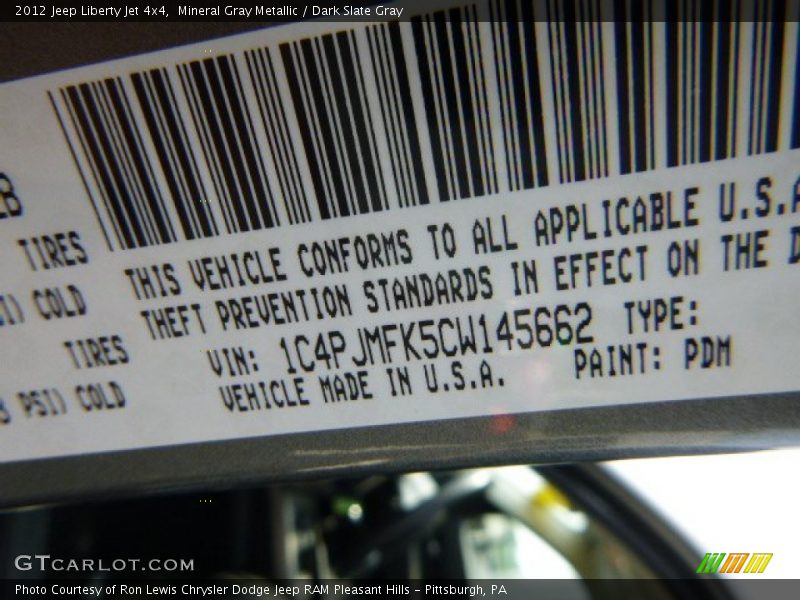 2012 Jeep Liberty Jet 4x4,  Mineral Gray Metallic / Dark Slate Gray
TIRES
COLD
TIRES
PSI) COLD
THIS VEHICLE CONFORMS TO ALL APPLICABLE U.S.A
THEFT PREVENTION STANDARDS IN EFFECT ON THE D
VIN: 1C4PJMFK5CW145662 TYPE:
VEHICLE MADE IN U.S.A. PAINT: PDM
GTCARLOT.COM
Photo Courtesy of Ron Lewis Chrysler Dodge Jeep RAM Pleasant Hills – Pittsburgh, PA